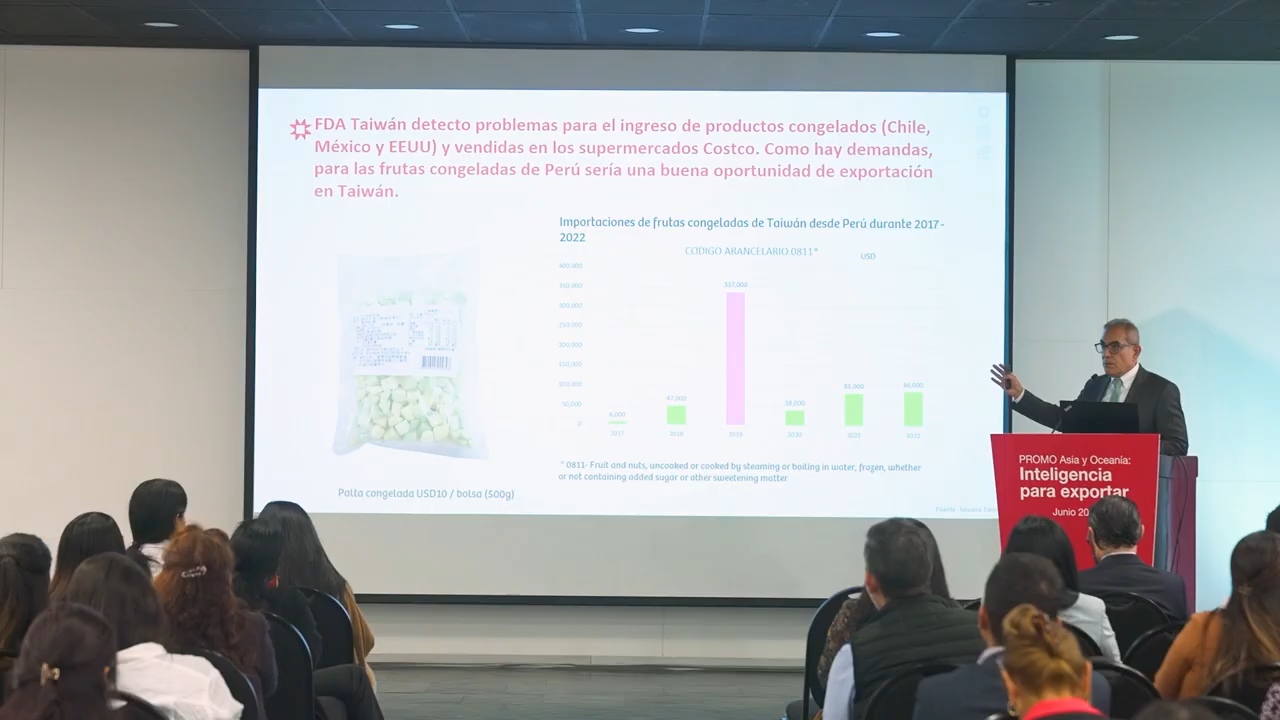 FDA Taiwán detecto problemas para el ingreso de productos congelados (Chile,
México y EEUU) y vendidas en los supermercados Costco. Como hay demandas,
para las frutas congeladas de Perú sería una buena oportunidad de exportación
en Taiwán.
Importaciones de frutas congeladas de Taiwán desde Perú durante 2017-
2022
CODIGO ARANCELARIO 0811*
USD
400,000
350,000
300,000
250,000
200,000
150,000
100,000
50,000
0
6,000
47,000
337,000
38,000
81,000
86,000
2017
2018
2019
2020
2021
2022
* 0811- Fruit and nuts, uncooked or cooked by steaming or boiling in water, frozen, whether
or not containing added sugar or other sweetening matter
Palta congelada USD10 / bolsa (500g)
Fuente
PROMO Asia y Oceanía:
Inteligencia
para exportar
Junio